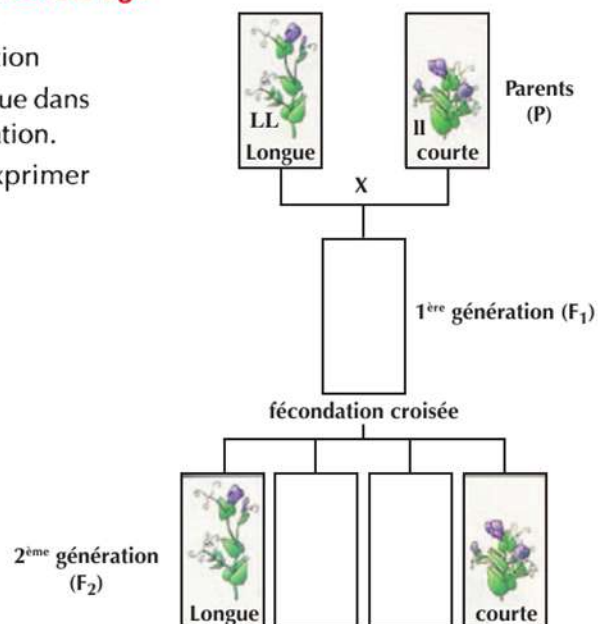 ion
ue dans
tion.
xprimer
LL
Longue
ll
courte
Parents
(P)
X
1ère génération (F1)
fécondation croisée
2ème génération
(F2)
Longue
courte